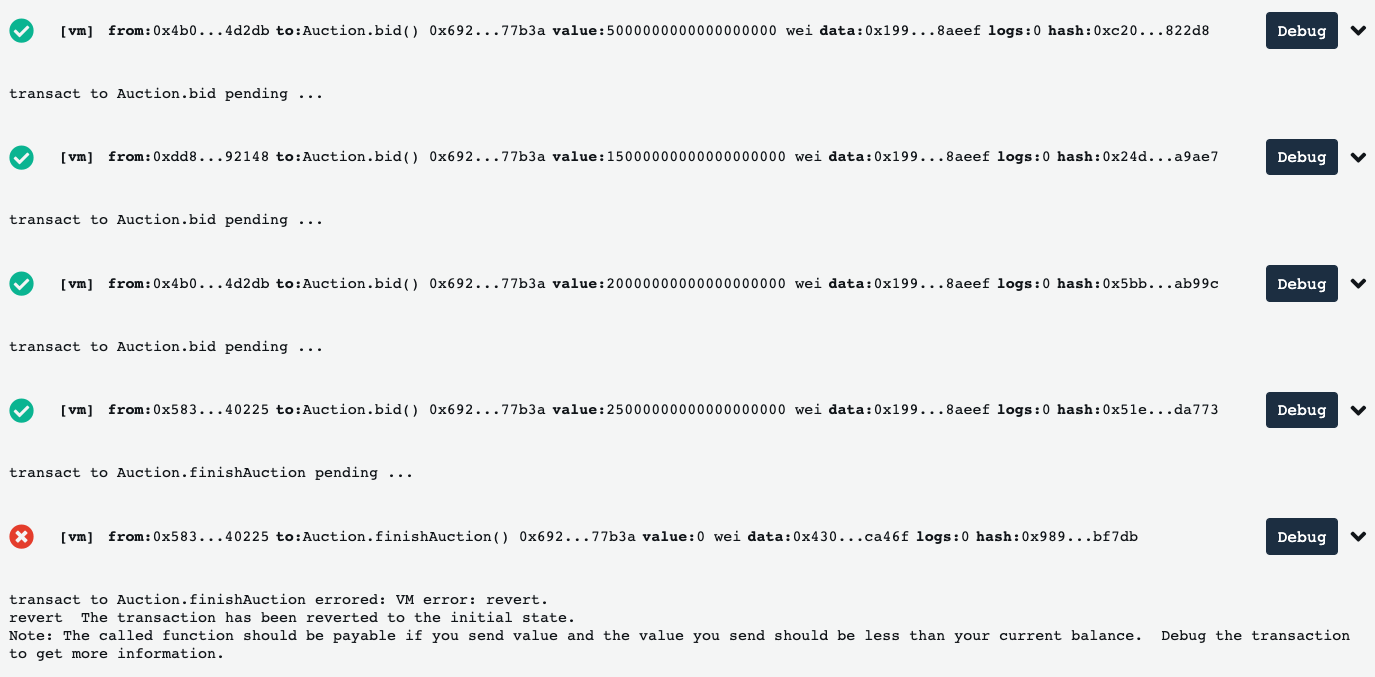 [vm] from:0x4b0...4d2db to:Auction.bid() 0x692...77b3a value:5000000000000000000 wei data:0x199...8aeef logs:0 hash:0xc20...822d8 Debug
transact to Auction.bid pending ...
[vm] from:0xdd8...92148 to:Auction.bid() 0x692...77b3a value:15000000000000000000 wei data:0x199...8aeef logs:0 hash:0x24d...a9ae7 Debug
transact to Auction.bid pending ...
[vm] from:0x4b0...4d2db to:Auction.bid() 0x692...77b3a value:20000000000000000000 wei data:0x199...8aeef logs:0 hash:0x5bb...ab99c Debug
transact to Auction.bid pending ...
[vm] from:0x583...40225 to:Auction.bid() 0x692...77b3a value:25000000000000000000 wei data:0x199...8aeef logs:0 hash:0x51e...da773 Debug
transact to Auction.finishAuction pending ...
[vm] from:0x583...40225 to:Auction.finishAuction() 0x692...77b3a value:0 wei data:0x430...ca46f logs:0 hash:0x989...bf7db Debug
transact to Auction.finishAuction errored: VM error: revert.
revert  The transaction has been reverted to the initial state.
Note: The called function should be payable if you send value and the value you send should be less than your current balance.  Debug the transaction
to get more information.